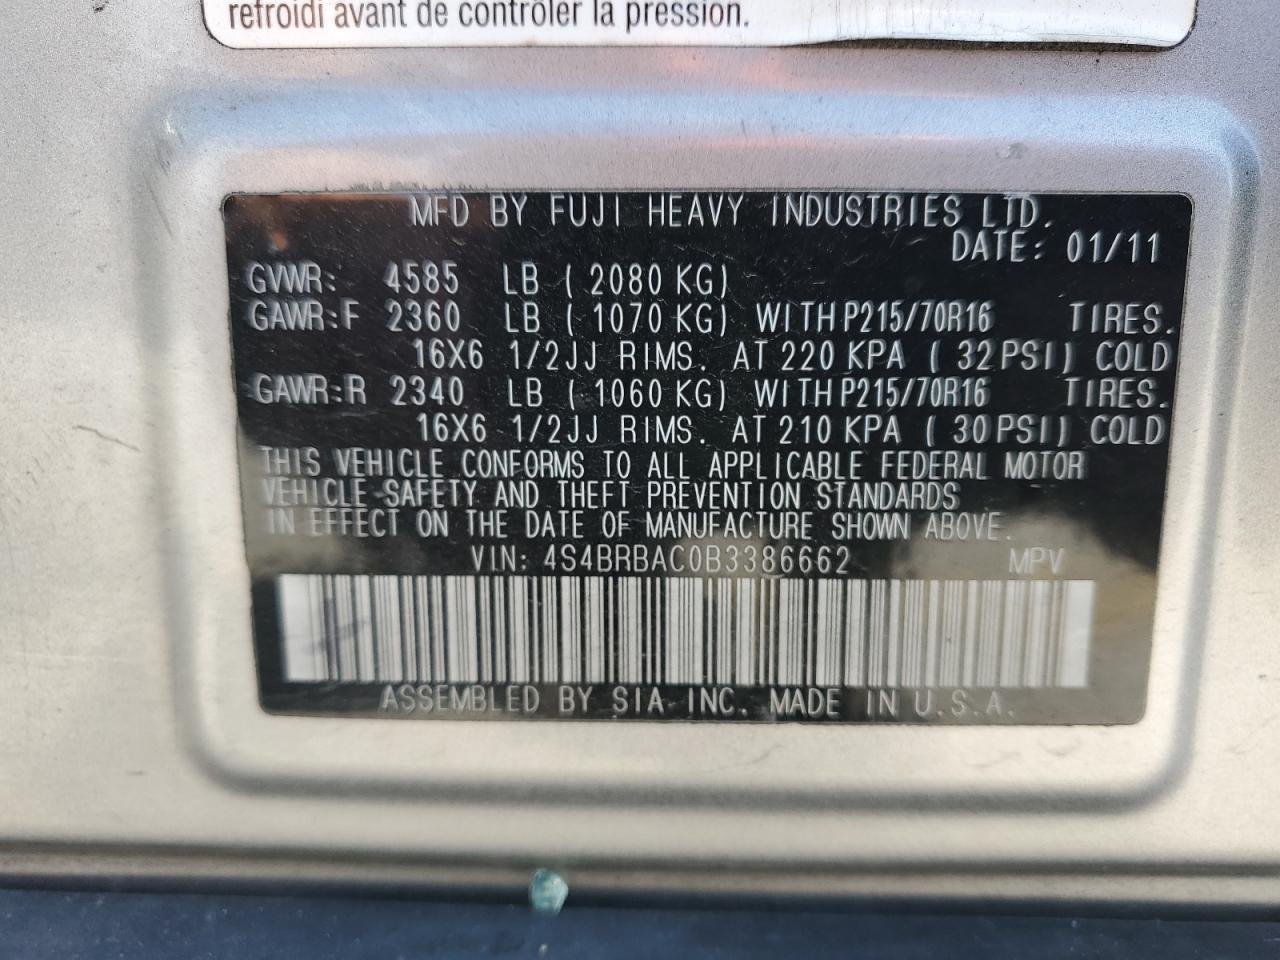 refroidi avant de contrôler la pression.
MFD BY FUJI HEAVY INDUSTRIES LTD.
DATE: 01/11
GVWR: 4585 LB ( 2080 KG)
GAWR:F 2360 LB ( 1070 KG) WITH P215/70R16 TIRES.
16X6 1/2JJ RIMS. AT 220 KPA ( 32 PSI) COLD
GAWR:R 2340 LB ( 1060 KG) WITH P215/70R16 TIRES.
16X6 1/2JJ RIMS. AT 210 KPA ( 30 PSI) COLD
THIS VEHICLE CONFORMS TO ALL APPLICABLE FEDERAL MOTOR
VEHICLE SAFETY AND THEFT PREVENTION STANDARDS
IN EFFECT ON THE DATE OF MANUFACTURE SHOWN ABOVE.
VIN: 4S4BRBAC0B3386662 MPV
ASSEMBLED BY SIA INC. MADE IN U.S.A.